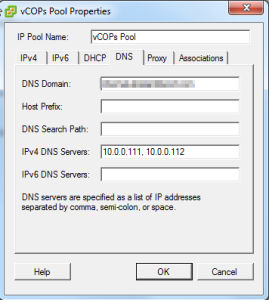 vCOPs Pool Properties
IP Pool Name: vCOPs Pool
IPv4 IPv6 DHCP DNS Proxy Associations
DNS Domain:
Host Prefix:
DNS Search Path:
IPv4 DNS Servers: 10.0.0.111, 10.0.0.112
IPv6 DNS Servers:
DNS servers are specified as a list of IP addresses
separated by comma, semi-colon, or space.
Help OK Cancel